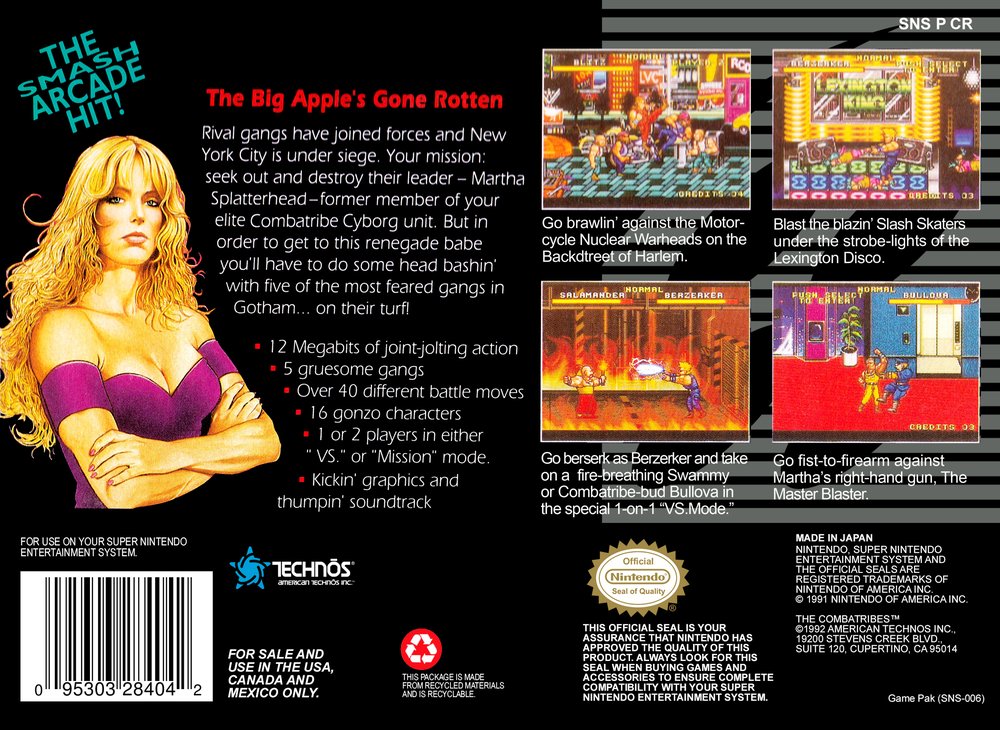 SNS P CR
THE
SMASH
ARCADE
HIT!
The Big Apple's Gone Rotten
Rival gangs have joined forces and New
York City is under siege. Your mission:
seek out and destroy their leader – Martha
Splatterhead – former member of your
elite Combatribe Cyborg unit. But in
order to get to this renegade babe
you'll have to do some head bashin'
with five of the most feared gangs in
Gotham... on their turf!
▪ 12 Megabits of joint-jolting action
▪ 5 gruesome gangs
▪ Over 40 different battle moves
▪ 16 gonzo characters
▪ 1 or 2 players in either
" VS." or "Mission" mode.
▪ Kickin' graphics and
thumpin' soundtrack
NORMAL
BLITZ PLAYER 2
LVC
RCO
CREDITS 04
Go brawlin' against the Motor-
cycle Nuclear Warheads on the
Backdtreet of Harlem.
NORMAL
BERZERKER PUSH SELECT
TO ENTER!
LEXINGTON
KING
CREDITS 03
Blast the blazin' Slash Skaters
under the strobe-lights of the
Lexington Disco.
NORMAL
SALAMANDER BERZERKER
Go berserk as Berzerker and take
on a fire-breathing Swammy
or Combatribe-bud Bullova in
the special 1-on-1 "VS.Mode."
NORMAL
PUSH SELECT BULLOVA
TO ENTER!
CREDITS 03
Go fist-to-firearm against
Martha's right-hand gun, The
Master Blaster.
FOR USE ON YOUR SUPER NINTENDO
ENTERTAINMENT SYSTEM.
0 95303 28404 2
TECHNŌS®
AMERICAN TECHNŌS INC.™
FOR SALE AND
USE IN THE USA,
CANADA AND
MEXICO ONLY.
THIS PACKAGE IS MADE
FROM RECYCLED MATERIALS
AND IS RECYCLABLE.
Official
Nintendo
Seal of Quality
®
THIS OFFICIAL SEAL IS YOUR
ASSURANCE THAT NINTENDO HAS
APPROVED THE QUALITY OF THIS
PRODUCT. ALWAYS LOOK FOR THIS
SEAL WHEN BUYING GAMES AND
ACCESSORIES TO ENSURE COMPLETE
COMPATIBILITY WITH YOUR SUPER
NINTENDO ENTERTAINMENT SYSTEM.
MADE IN JAPAN
NINTENDO, SUPER NINTENDO
ENTERTAINMENT SYSTEM AND
THE OFFICIAL SEALS ARE
REGISTERED TRADEMARKS OF
NINTENDO OF AMERICA INC.
© 1991 NINTENDO OF AMERICA INC.
THE COMBATRIBES™
©1992 AMERICAN TECHNOS INC.,
19200 STEVENS CREEK BLVD.,
SUITE 120, CUPERTINO, CA 95014
Game Pak (SNS-006)